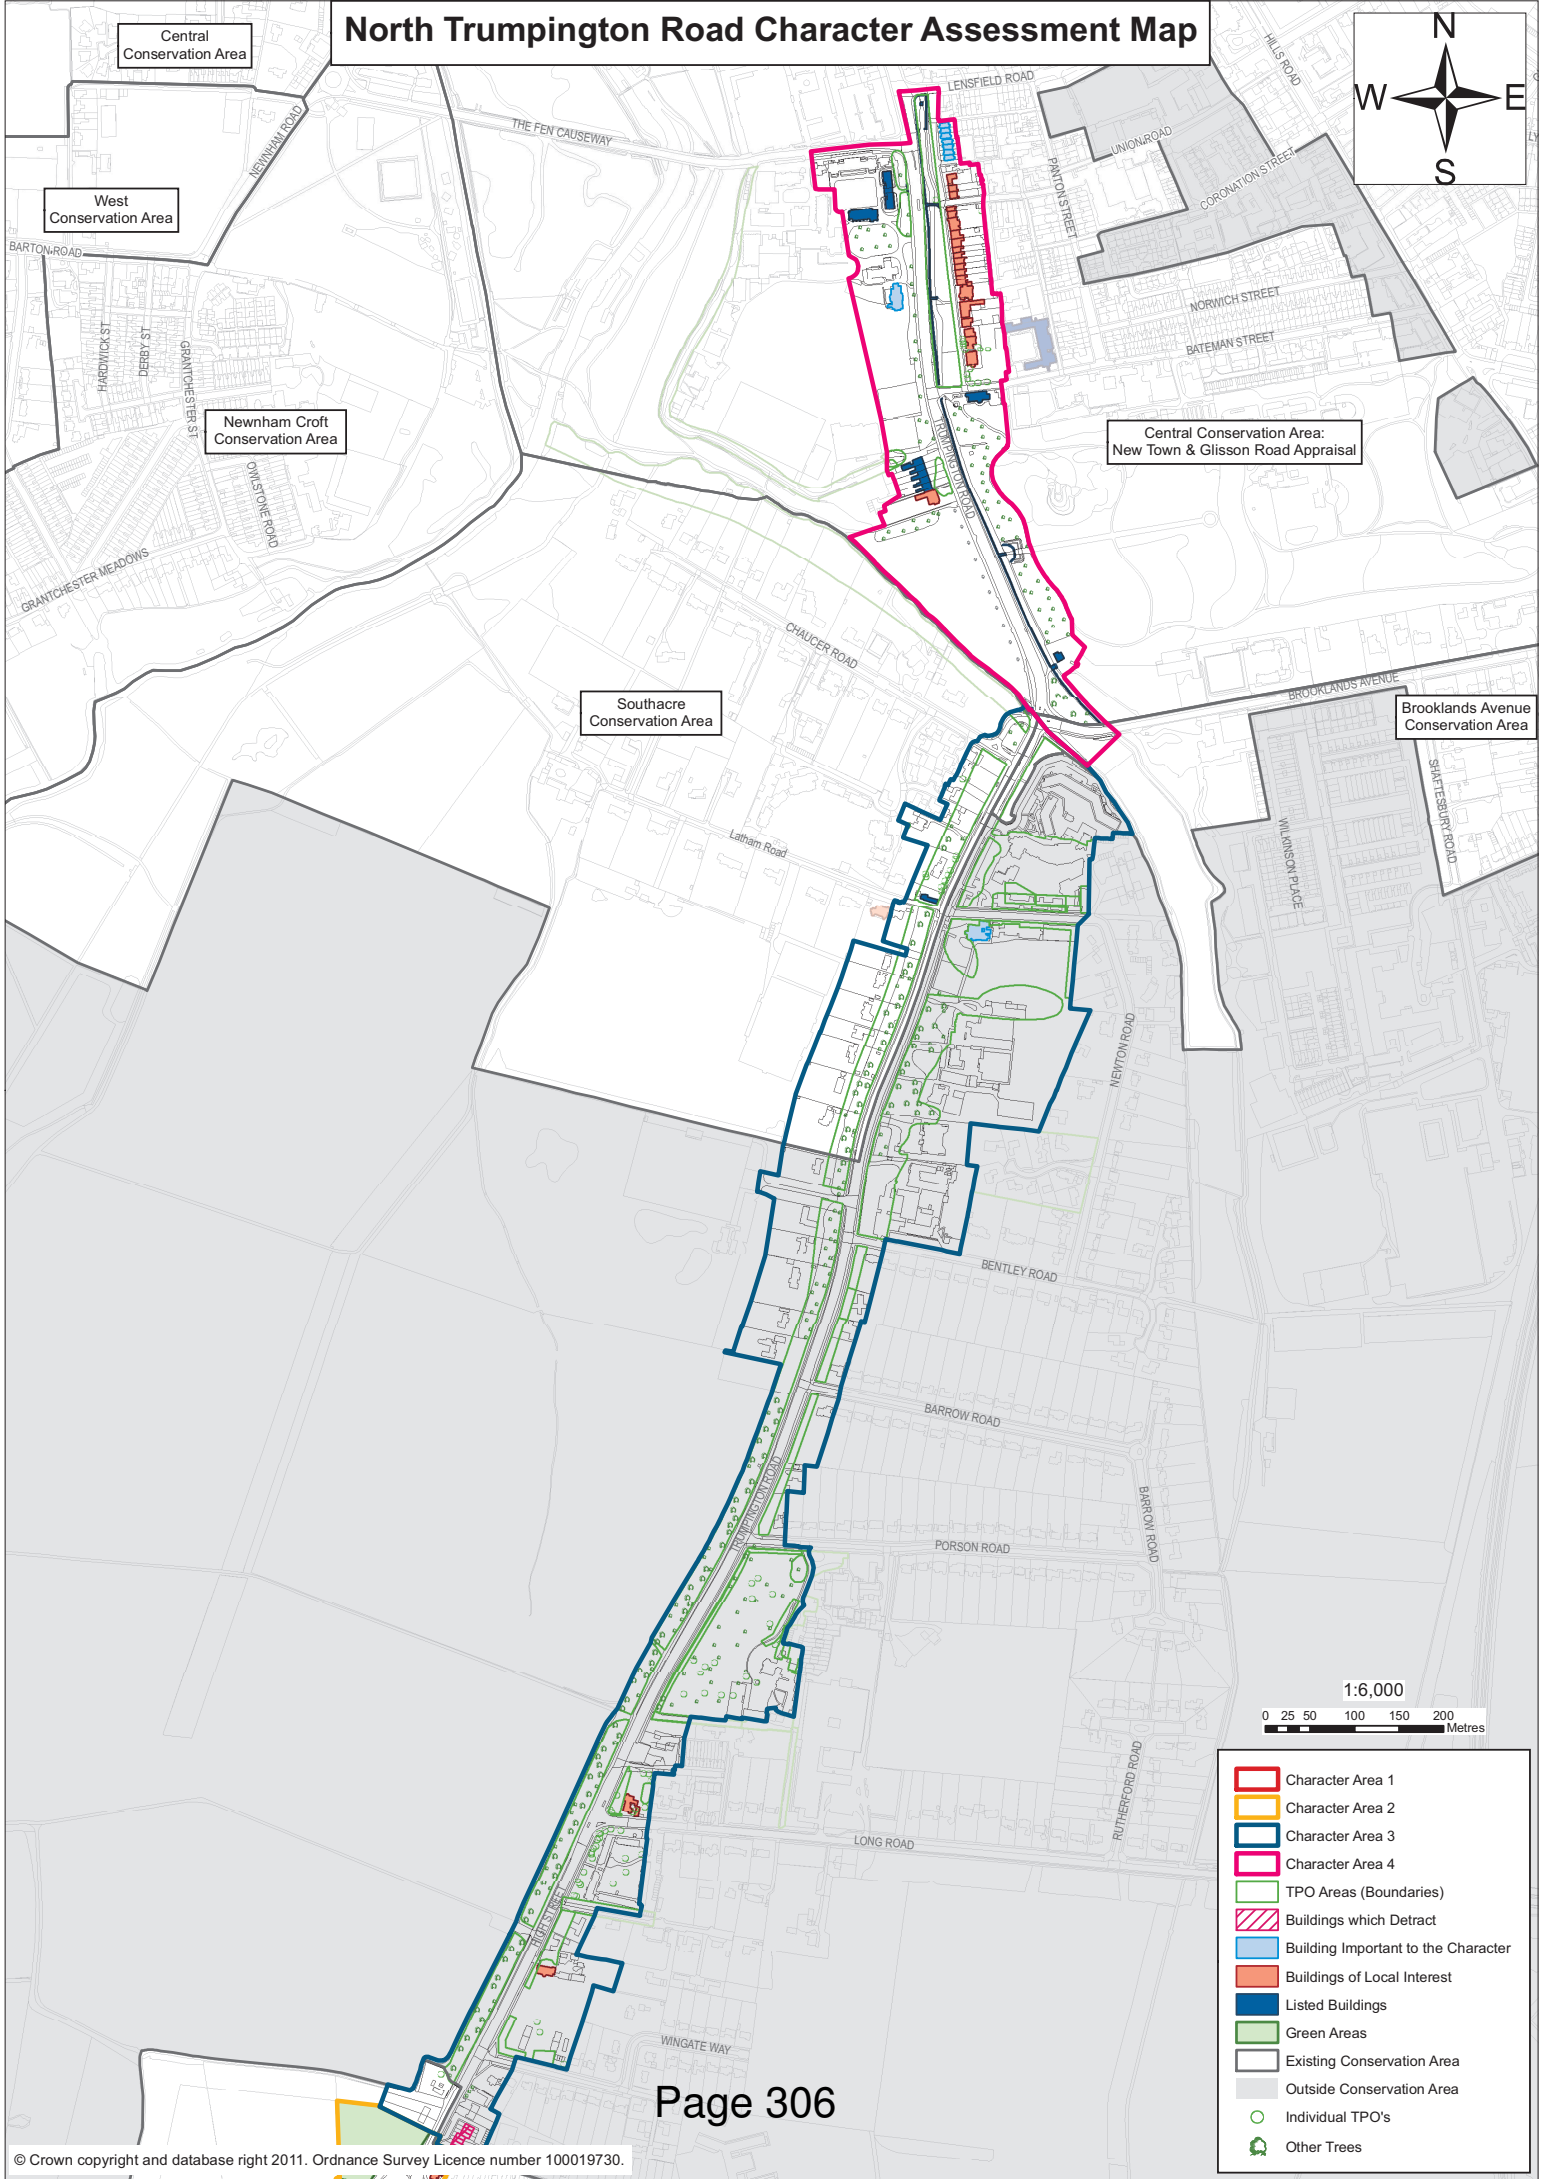 North Trumpington Road Character Assessment Map
Central
Conservation Area
N
W E
S
HILLS ROAD
LENSFIELD ROAD
THE FEN CAUSEWAY
NEWNHAM ROAD
UNION ROAD
PANTON STREET
CORONATION STREET
West
Conservation Area
BARTON ROAD
NORWICH STREET
BATEMAN STREET
HARDWICK ST
DERBY ST
GRANTCHESTER ST
Newnham Croft
Conservation Area
TRUMPINGTON ROAD
Central Conservation Area:
New Town & Glisson Road Appraisal
OWLSTONE ROAD
GRANTCHESTER MEADOWS
CHAUCER ROAD
Southacre
Conservation Area
BROOKLANDS AVENUE
Brooklands Avenue
Conservation Area
SHAFTESBURY ROAD
WILKINSON PLACE
Latham Road
NEWTON ROAD
BENTLEY ROAD
BARROW ROAD
TRUMPINGTON ROAD
BARROW ROAD
PORSON ROAD
RUTHERFORD ROAD
LONG ROAD
HIGH STREET
WINGATE WAY
1:6,000
0 25 50 100 150 200
Metres
Character Area 1
Character Area 2
Character Area 3
Character Area 4
TPO Areas (Boundaries)
Buildings which Detract
Building Important to the Character
Buildings of Local Interest
Listed Buildings
Green Areas
Existing Conservation Area
Outside Conservation Area
Individual TPO's
Other Trees
Page 306
© Crown copyright and database right 2011. Ordnance Survey Licence number 100019730.